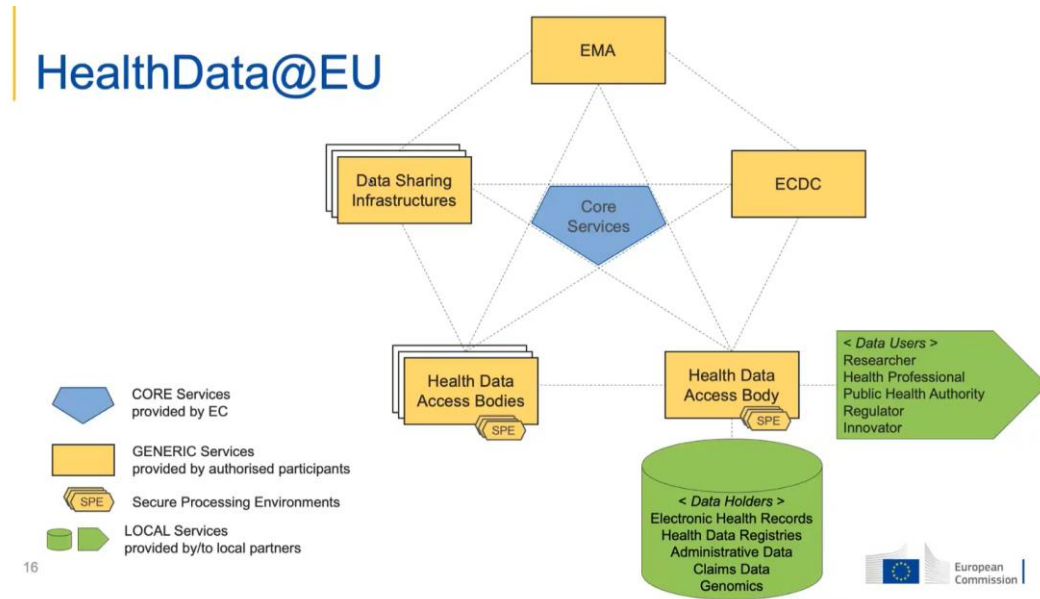 HealthData@EU
EMA
Data Sharing
Infrastructures
ECDC
Core
Services
Health Data
Access Bodies
SPE
Health Data
Access Body
SPE
< Data Users >
Researcher
Health Professional
Public Health Authority
Regulator
Innovator
< Data Holders >
Electronic Health Records
Health Data Registries
Administrative Data
Claims Data
Genomics
CORE Services
provided by EC
GENERIC Services
provided by authorised participants
SPE
Secure Processing Environments
LOCAL Services
provided by/to local partners
16
European
Commission